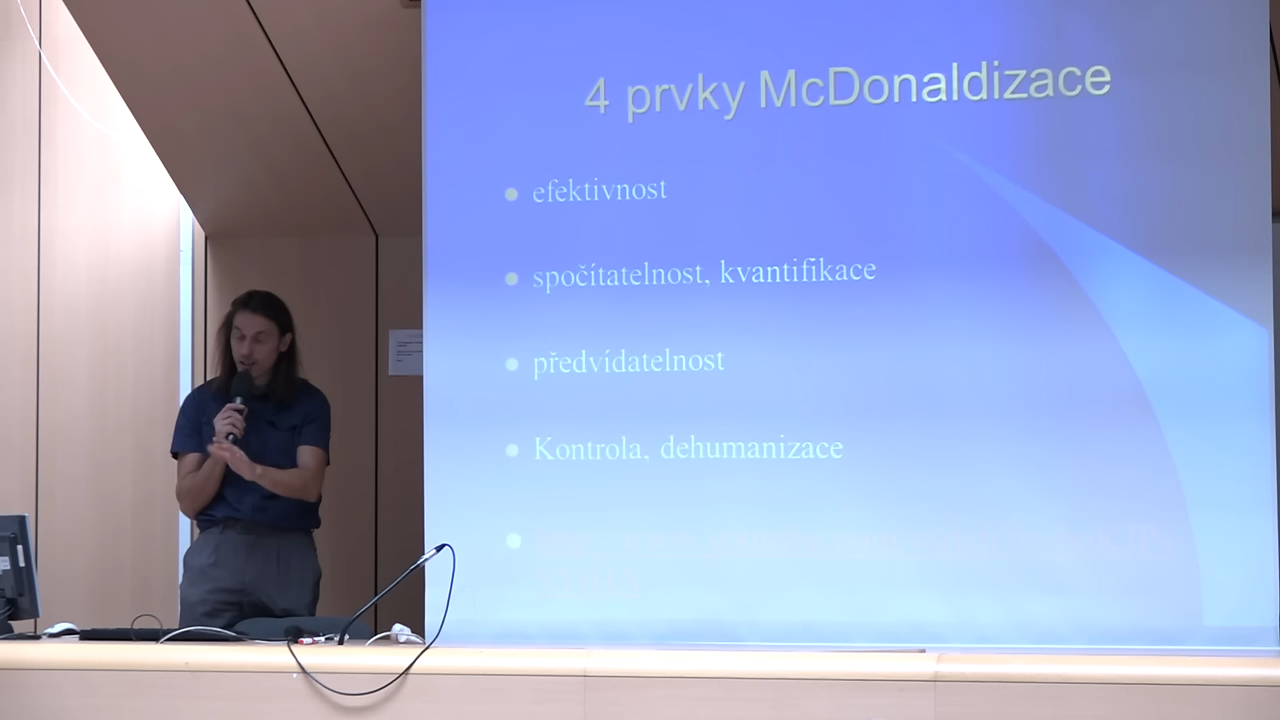 4 prvky McDonaldizace
efektivnost
spočítatelnost, kvantifikace
předvídatelnost
Kontrola, dehumanizace